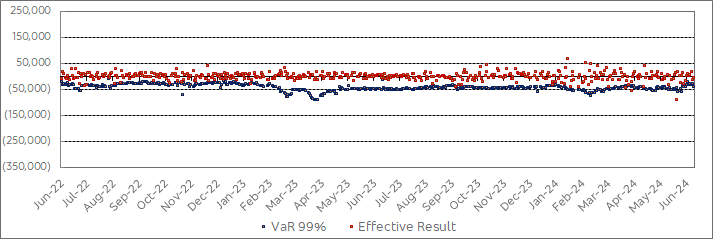 250,000
150,000
50,000
(50,000)
(150,000)
(250,000)
(350,000)
Jun-22
Jul-22
Aug-22
Sep-22
Oct-22
Nov-22
Dec-22
Jan-23
Feb-23
Mar-23
Apr-23
May-23
Jun-23
Jul-23
Aug-23
Sep-23
Oct-23
Nov-23
Dec-23
Jan-24
Feb-24
Mar-24
Apr-24
May-24
Jun-24
VaR 99%
Effective Result